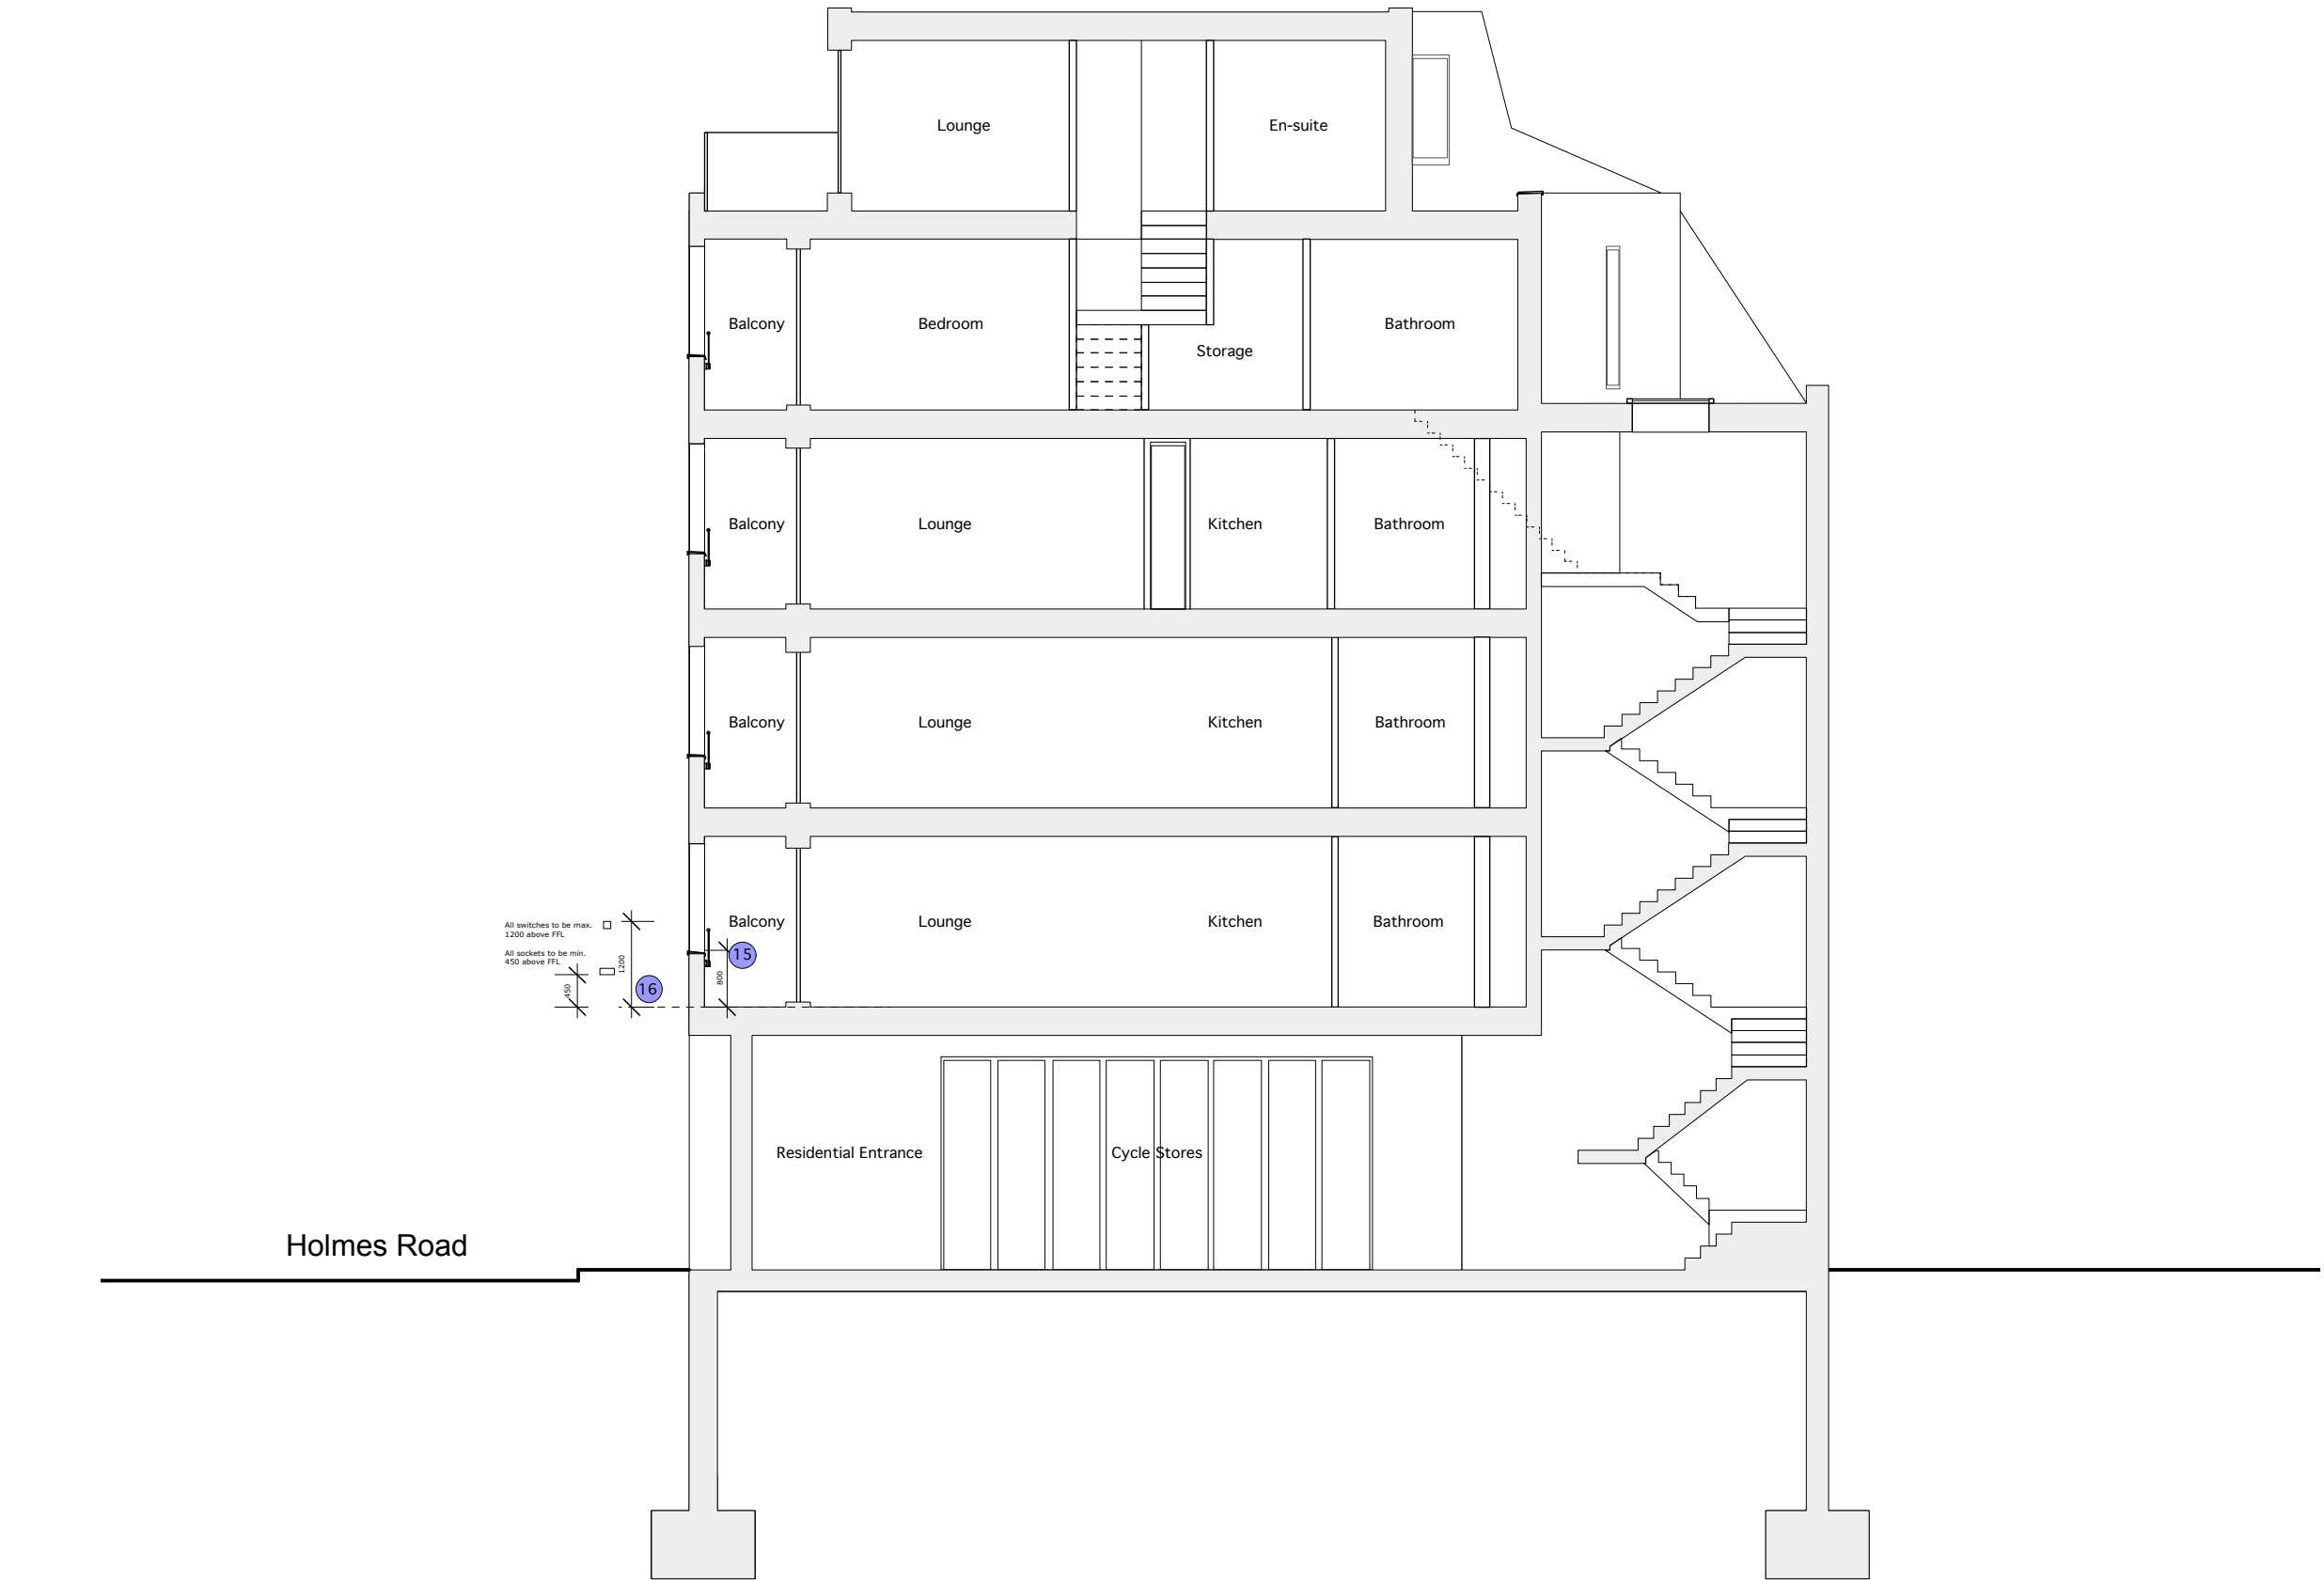 Lounge
En-suite
Balcony
Bedroom
Storage
Bathroom
Balcony
Lounge
Kitchen
Bathroom
Balcony
Lounge
Kitchen
Bathroom
All switches to be max.
1200 above FFL
All sockets to be min.
450 above FFL
450
1200
16
800
15
Balcony
Lounge
Kitchen
Bathroom
Residential Entrance
Cycle Stores
Holmes Road